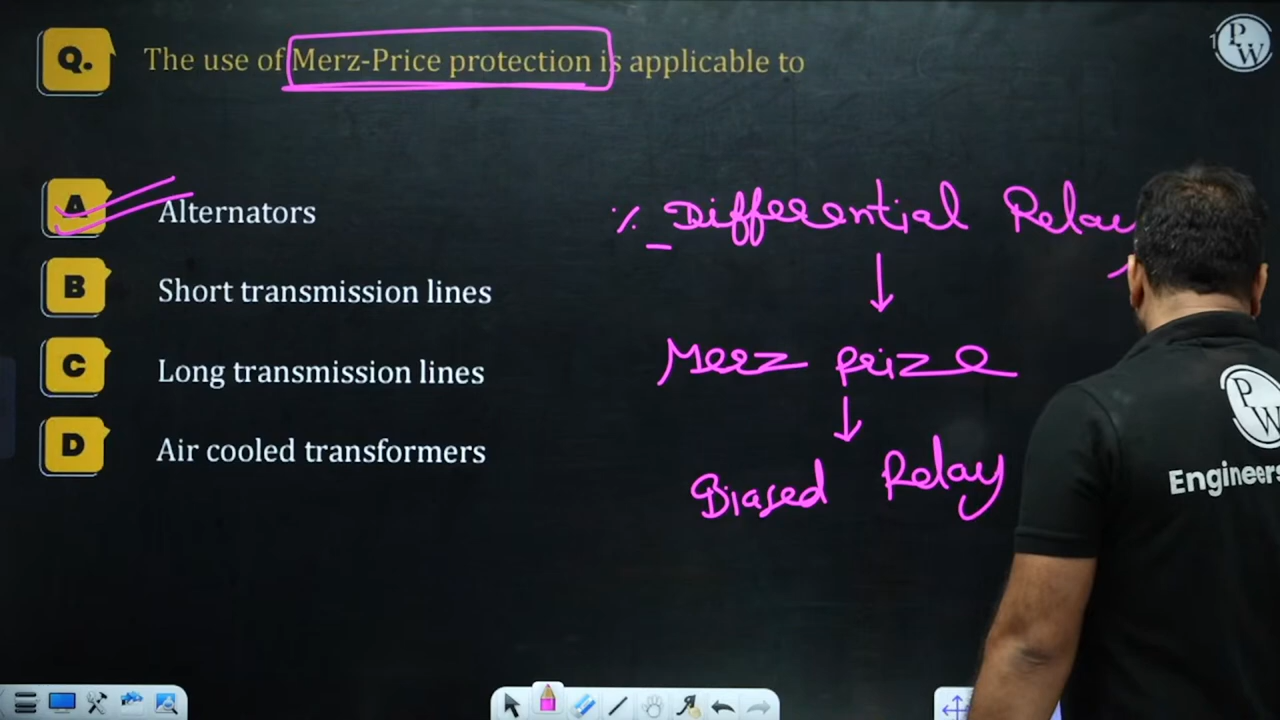 Q. The use of Merz-Price protection is applicable to
PW
A Alternators
B Short transmission lines
C Long transmission lines
D Air cooled transformers
% Differential Relay
Merz prize
Biased Relay
PW
Engineers